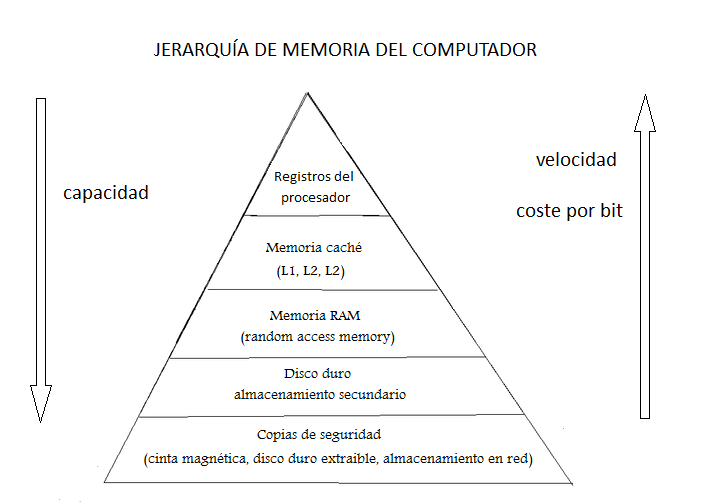 JERARQUÍA DE MEMORIA DEL COMPUTADOR
capacidad
velocidad
coste por bit
Registros del
procesador
Memoria caché
(L1, L2, L2)
Memoria RAM
(random access memory)
Disco duro
almacenamiento secundario
Copias de seguridad
(cinta magnética, disco duro extraíble, almacenamiento en red)